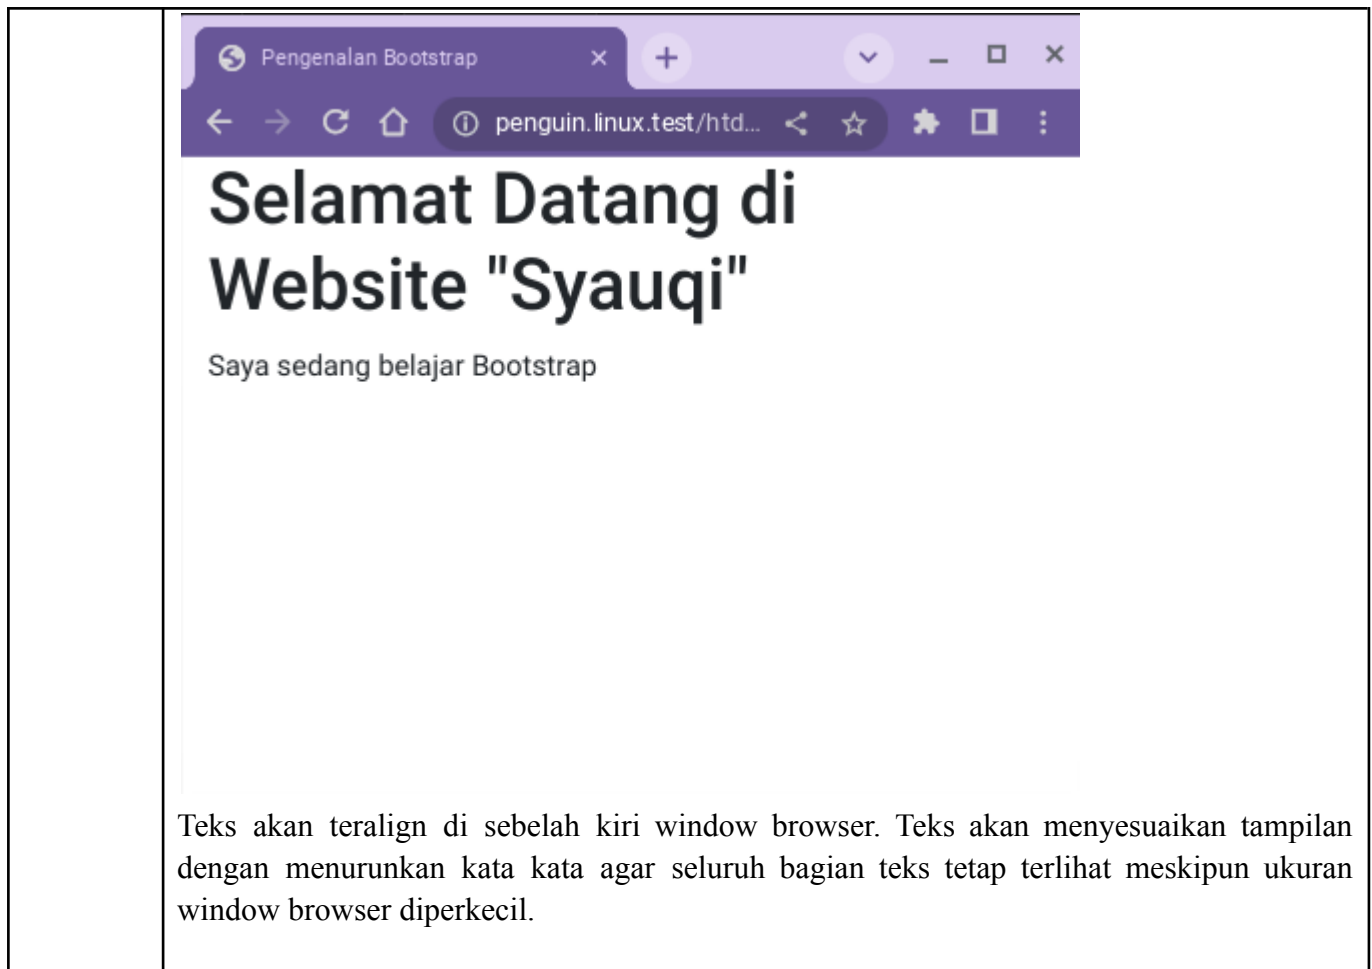 Pengenalan Bootstrap
penguin.linux.test/htd...
Selamat Datang di
Website "Syauqi"
Saya sedang belajar Bootstrap
Teks akan teralign di sebelah kiri window browser. Teks akan menyesuaikan tampilan
dengan menurunkan kata kata agar seluruh bagian teks tetap terlihat meskipun ukuran
window browser diperkecil.